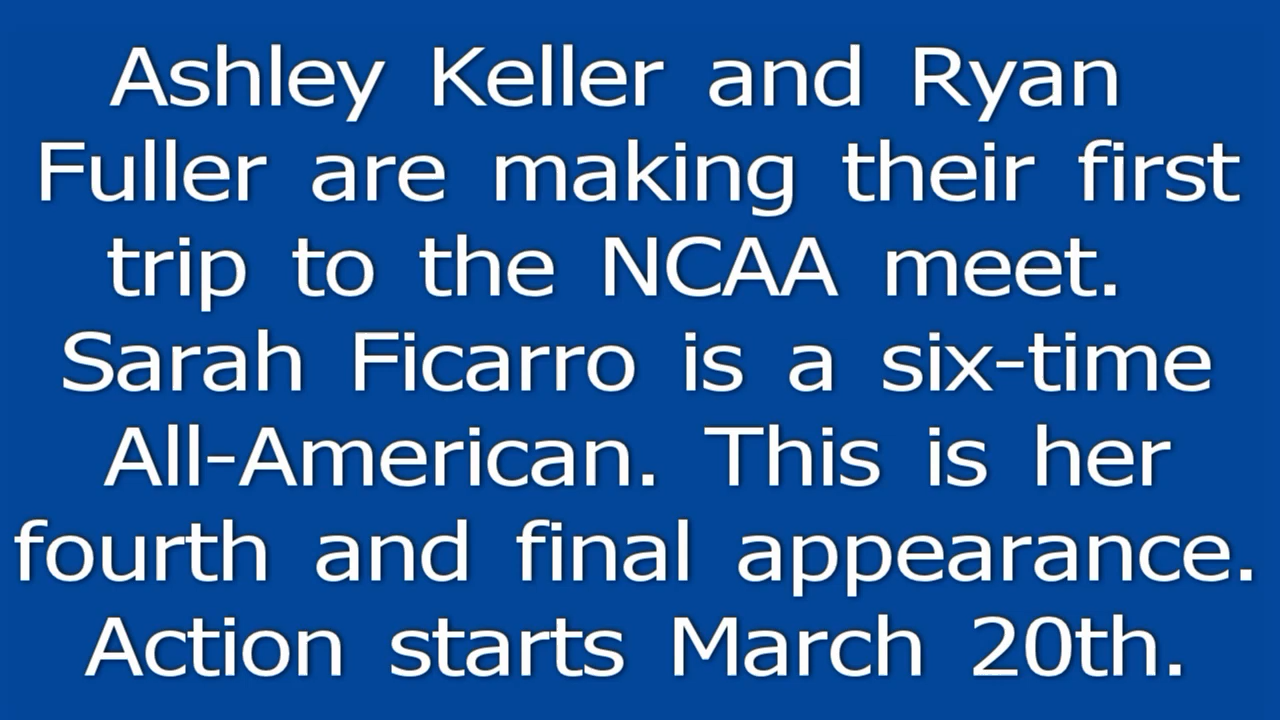 Ashley Keller and Ryan
Fuller are making their first
trip to the NCAA meet.
Sarah Ficarro is a six-time
All-American. This is her
fourth and final appearance.
Action starts March 20th.